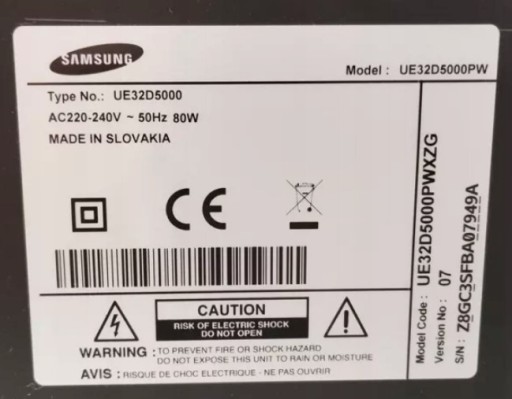 SAMSUNG
Model : UE32D5000PW
Type No.: UE32D5000
AC220-240V ~ 50Hz 80W
MADE IN SLOVAKIA
CE
CAUTION
RISK OF ELECTRIC SHOCK
DO NOT OPEN
WARNING : TO PREVENT FIRE OR SHOCK HAZARD
DO NOT EXPOSE THIS UNIT TO RAIN OR MOISTURE
AVIS : RISQUE DE CHOC ELECTRIQUE - NE PAS OUVRIR
Model Code : UE32D5000PWXZG
Version No : 07
S/N : Z8GC3SFBA07949A